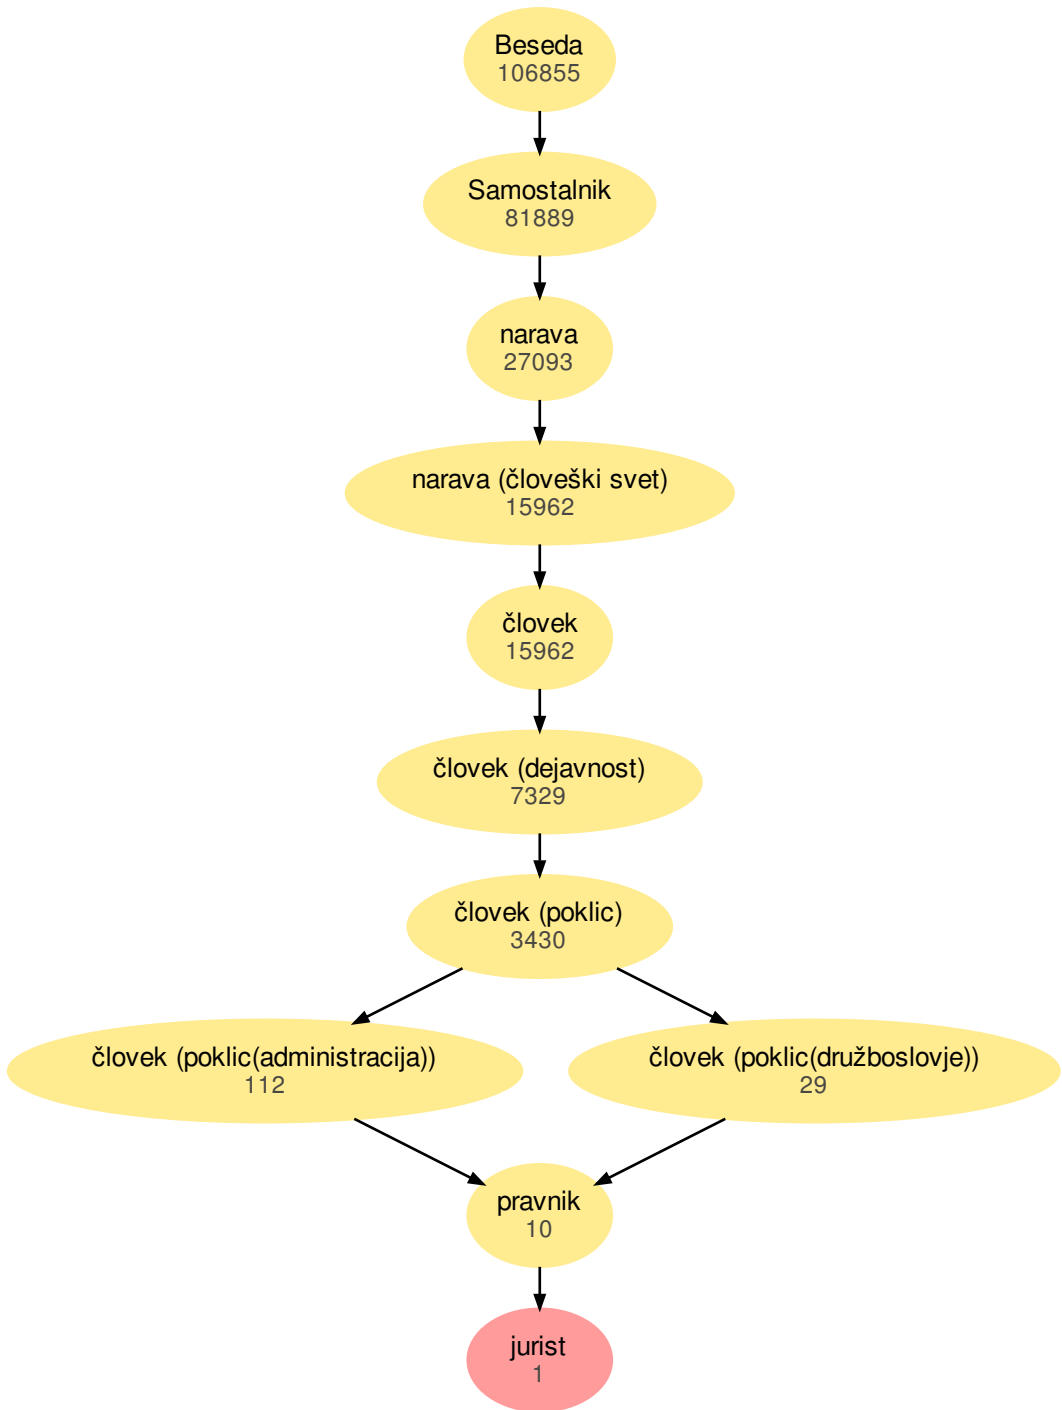 Beseda
106855
Samostalnik
81889
narava
27093
narava (človeški svet)
15962
človek
15962
človek (dejavnost)
7329
človek (poklic)
3430
človek (poklic(administracija))
112
človek (poklic(družboslovje))
29
pravnik
10
jurist
1